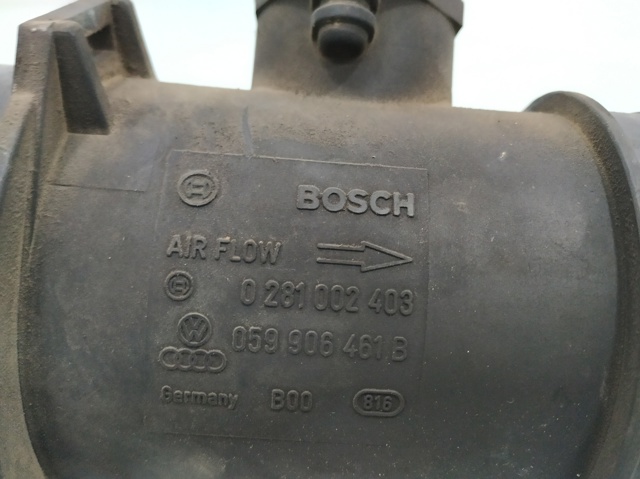 BOSCH
AIR FLOW
0 281 002 403
059 906 461 B
Germany B00 816